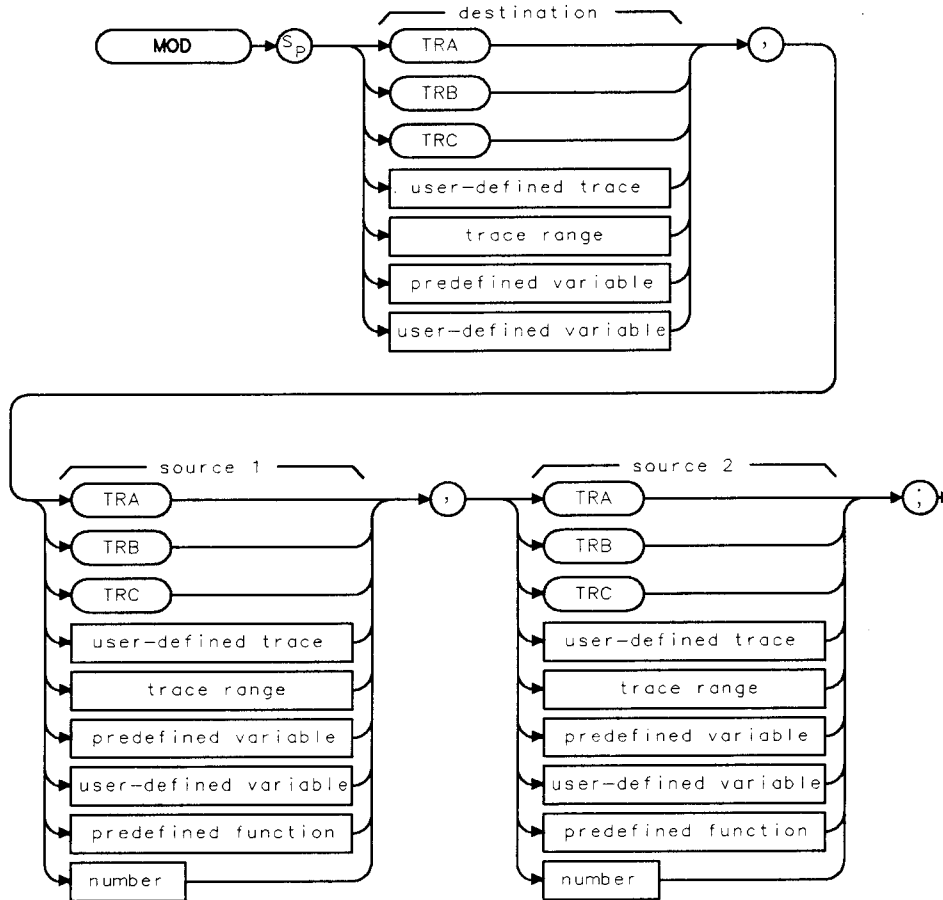 destination
MOD SP TRA ,
TRB
TRC
user-defined trace
trace range
predefined variable
user-defined variable
source 1
TRA ,
TRB
TRC
user-defined trace
trace range
predefined variable
user-defined variable
predefined function
number
source 2
TRA ;
TRB
TRC
user-defined trace
trace range
predefined variable
user-defined variable
predefined function
number